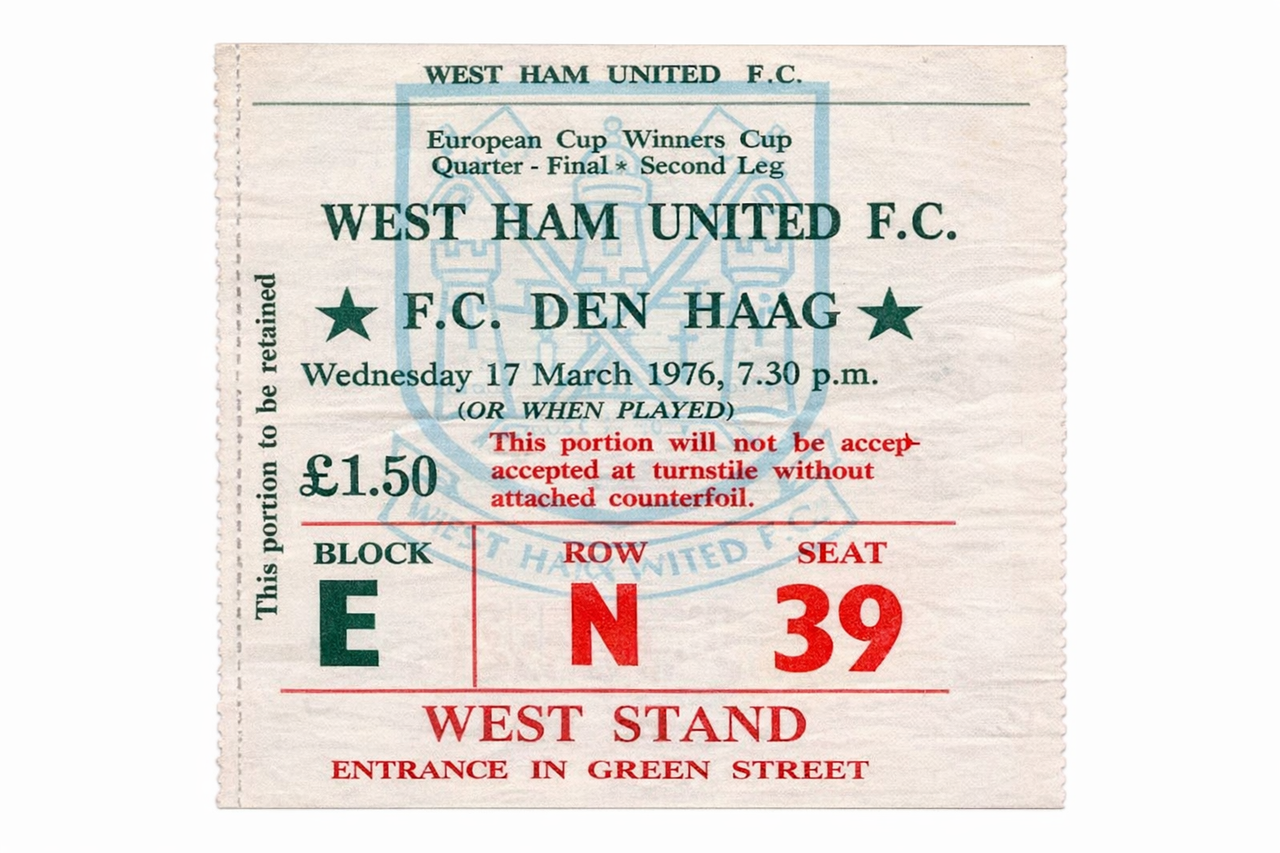 WEST HAM UNITED F.C.
European Cup Winners Cup
Quarter - Final * Second Leg
WEST HAM UNITED F.C.
★ F.C. DEN HAAG ★
Wednesday 17 March 1976, 7.30 p.m.
(OR WHEN PLAYED)
£1.50
This portion will not be accep
accepted at turnstile without
attached counterfoil.
This portion to be retained
BLOCK
E
ROW
N
SEAT
39
WEST STAND
ENTRANCE IN GREEN STREET